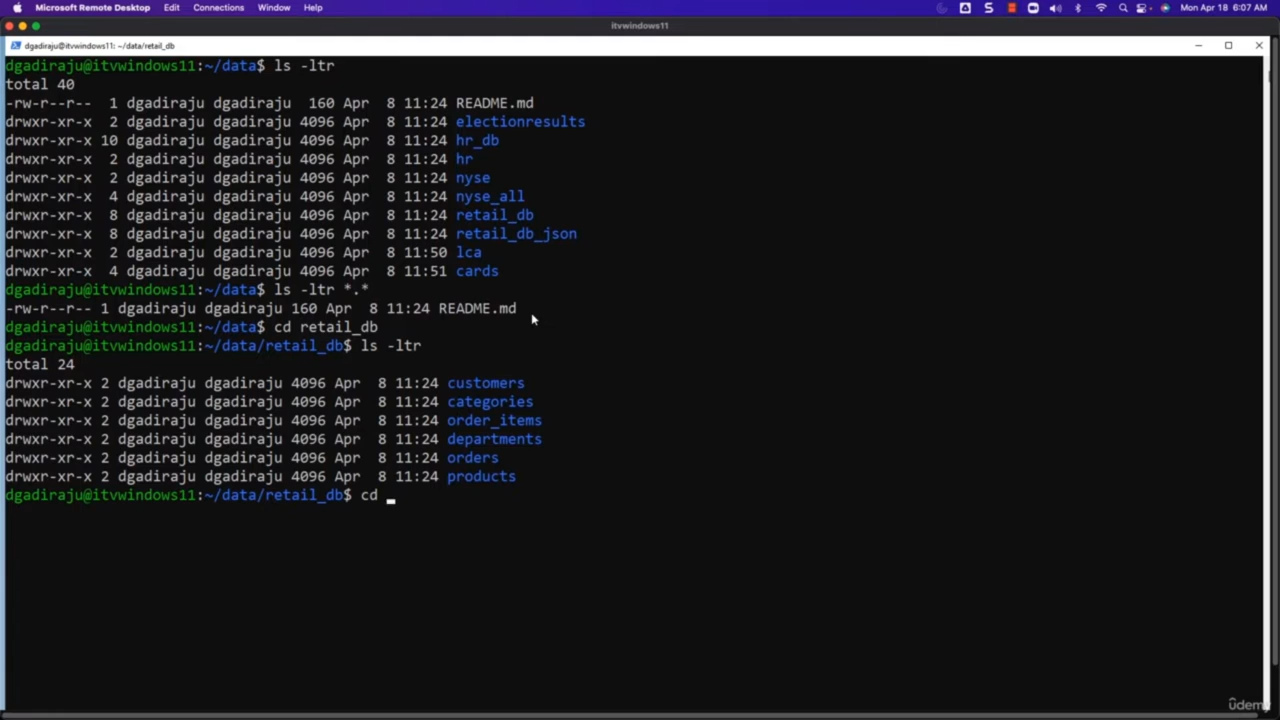 Microsoft Remote Desktop Edit Connections Window Help Mon Apr 18 6:07 AM
itvwindows11
dgadiraju@itvwindows11: ~/data/retail_db
dgadiraju@itvwindows11:~/data$ ls -ltr
total 40
-rw-r--r-- 1 dgadiraju dgadiraju 160 Apr 8 11:24 README.md
drwxr-xr-x 2 dgadiraju dgadiraju 4096 Apr 8 11:24 electionresults
drwxr-xr-x 10 dgadiraju dgadiraju 4096 Apr 8 11:24 hr_db
drwxr-xr-x 2 dgadiraju dgadiraju 4096 Apr 8 11:24 hr
drwxr-xr-x 2 dgadiraju dgadiraju 4096 Apr 8 11:24 nyse
drwxr-xr-x 4 dgadiraju dgadiraju 4096 Apr 8 11:24 nyse_all
drwxr-xr-x 8 dgadiraju dgadiraju 4096 Apr 8 11:24 retail_db
drwxr-xr-x 8 dgadiraju dgadiraju 4096 Apr 8 11:24 retail_db_json
drwxr-xr-x 2 dgadiraju dgadiraju 4096 Apr 8 11:50 lca
drwxr-xr-x 4 dgadiraju dgadiraju 4096 Apr 8 11:51 cards
dgadiraju@itvwindows11:~/data$ ls -ltr *.*
-rw-r--r-- 1 dgadiraju dgadiraju 160 Apr 8 11:24 README.md
dgadiraju@itvwindows11:~/data$ cd retail_db
dgadiraju@itvwindows11:~/data/retail_db$ ls -ltr
total 24
drwxr-xr-x 2 dgadiraju dgadiraju 4096 Apr 8 11:24 customers
drwxr-xr-x 2 dgadiraju dgadiraju 4096 Apr 8 11:24 categories
drwxr-xr-x 2 dgadiraju dgadiraju 4096 Apr 8 11:24 order_items
drwxr-xr-x 2 dgadiraju dgadiraju 4096 Apr 8 11:24 departments
drwxr-xr-x 2 dgadiraju dgadiraju 4096 Apr 8 11:24 orders
drwxr-xr-x 2 dgadiraju dgadiraju 4096 Apr 8 11:24 products
dgadiraju@itvwindows11:~/data/retail_db$ cd
udemy